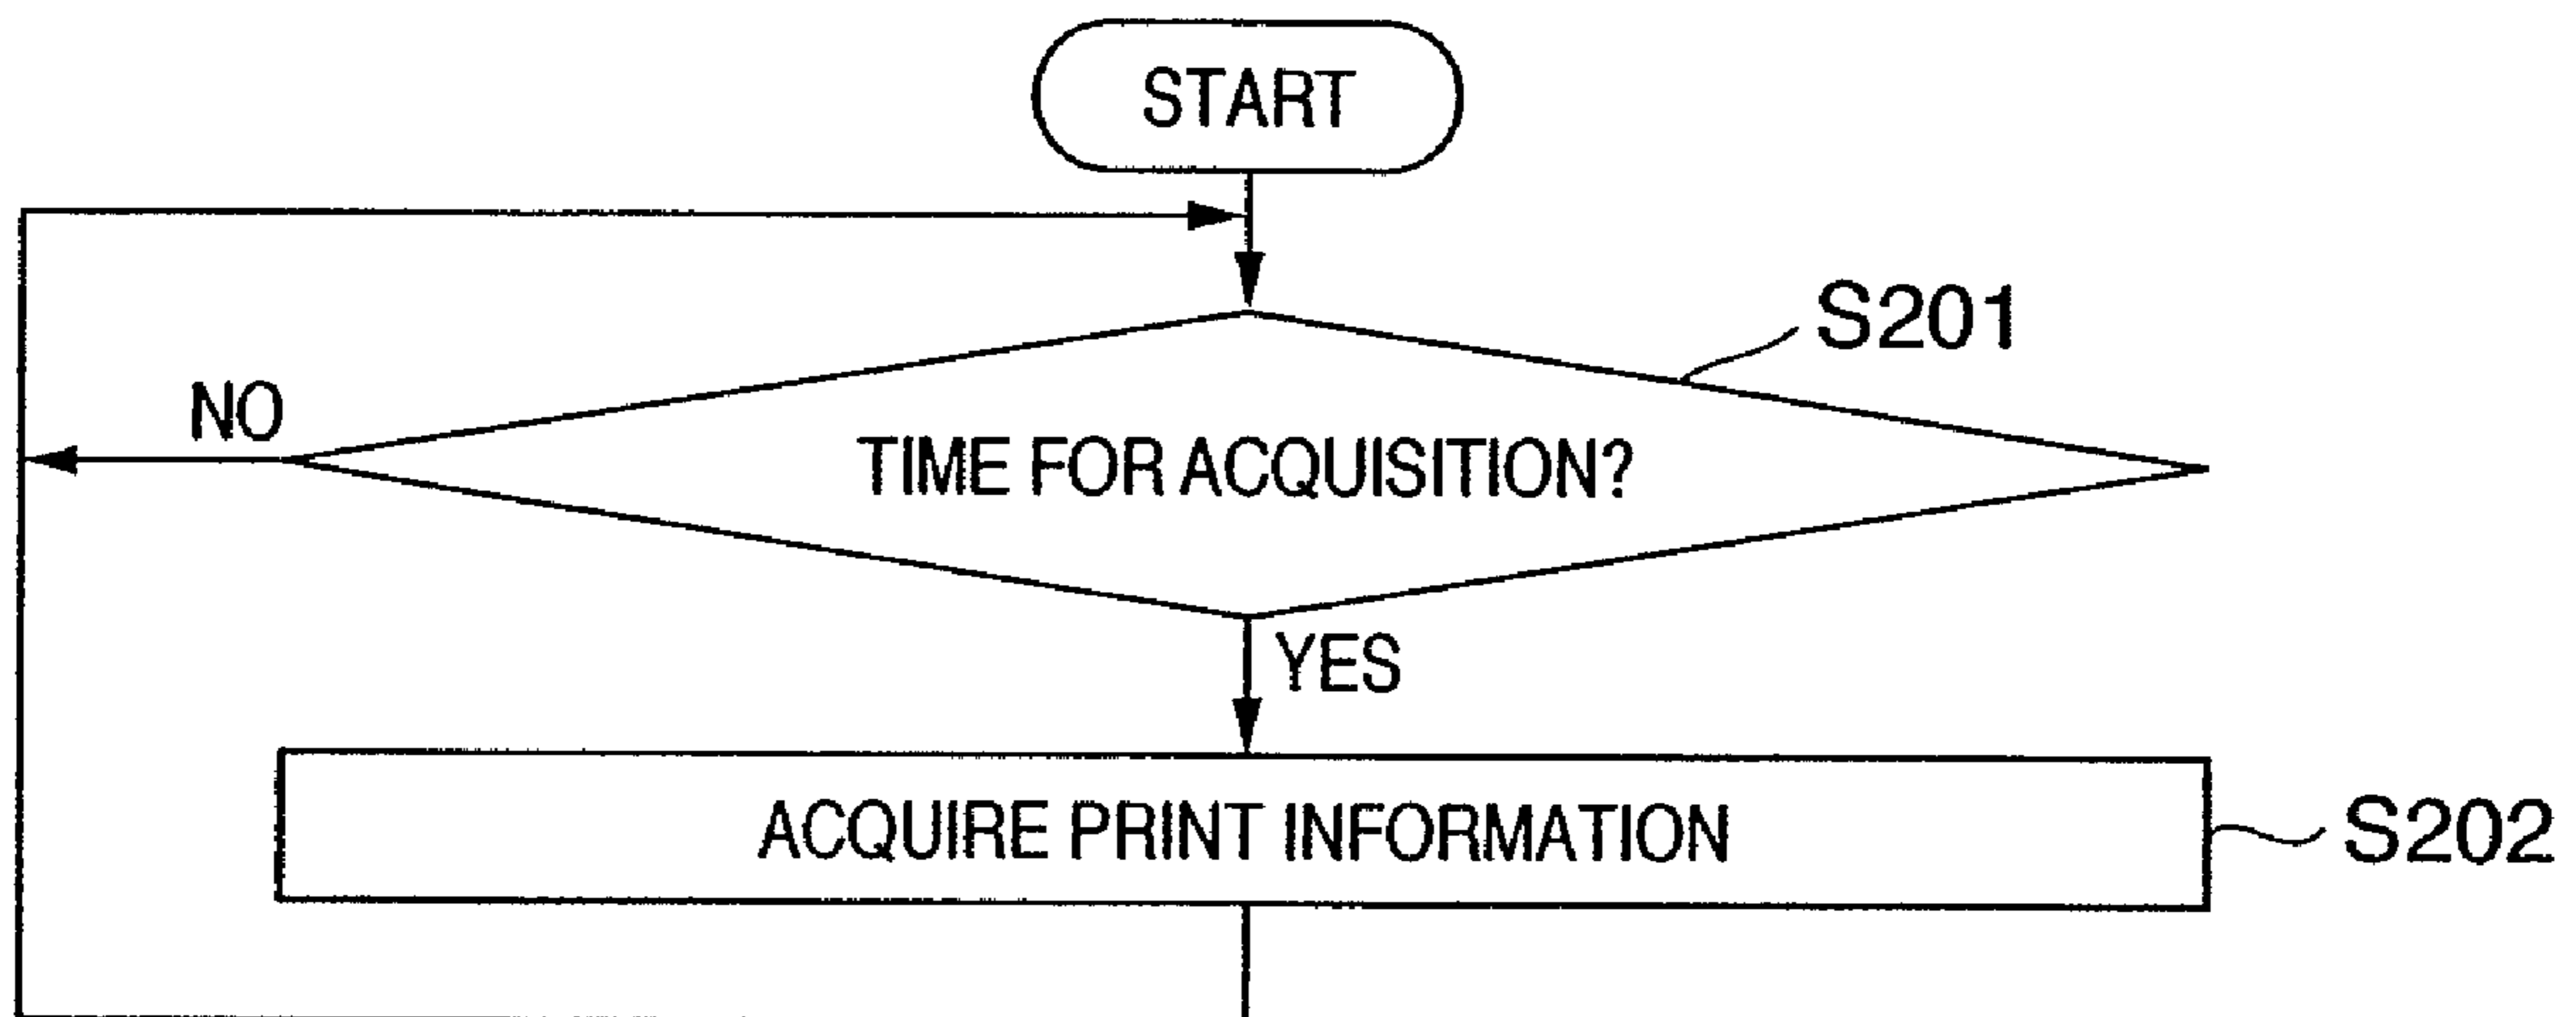 START
S201
NO
TIME FOR ACQUISITION?
YES
ACQUIRE PRINT INFORMATION
S202